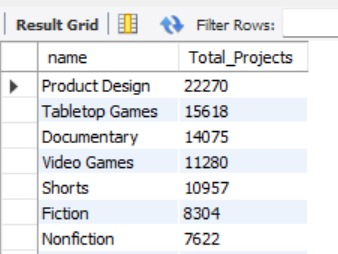 Result Grid Filter Rows:
name Total_Projects
Product Design 22270
Tabletop Games 15618
Documentary 14075
Video Games 11280
Shorts 10957
Fiction 8304
Nonfiction 7622